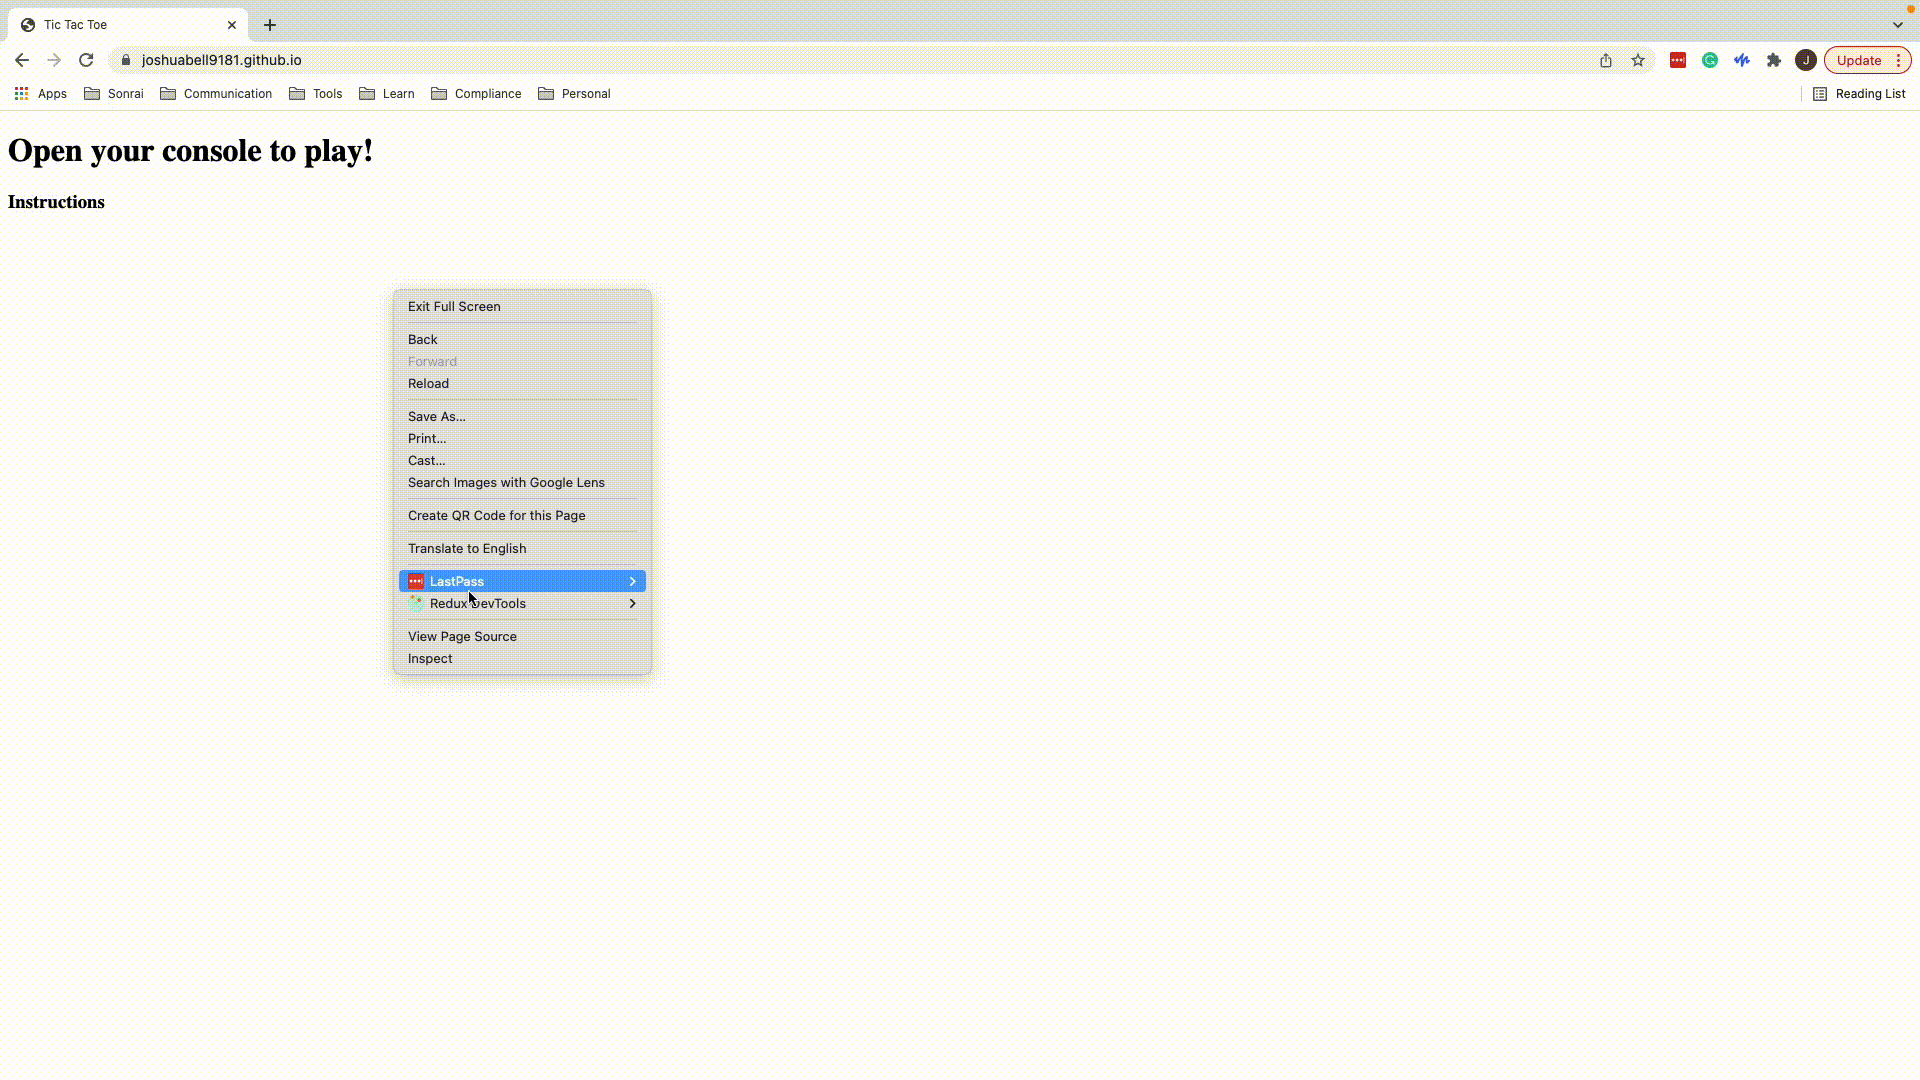 Tic Tac Toe
joshuabell9181.github.io
J
Update
Apps Sonrai Communication Tools Learn Compliance Personal Reading List
Open your console to play!
Instructions
Exit Full Screen
Back
Forward
Reload
Save As...
Print...
Cast...
Search Images with Google Lens
Create QR Code for this Page
Translate to English
LastPass
Redux DevTools
View Page Source
Inspect